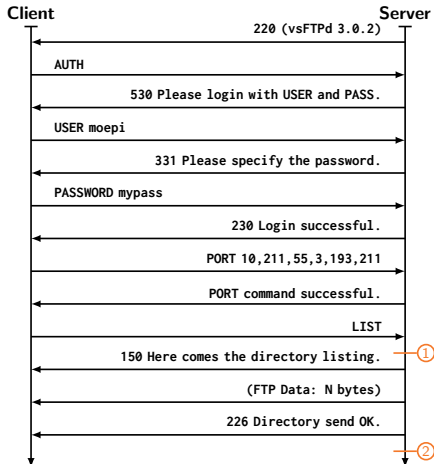 Client Server
220 (vsFTPd 3.0.2)
AUTH
530 Please login with USER and PASS.
USER moepi
331 Please specify the password.
PASSWORD mypass
230 Login successful.
PORT 10,211,55,3,193,211
PORT command successful.
LIST
①
150 Here comes the directory listing.
(FTP Data: N bytes)
226 Directory send OK.
②